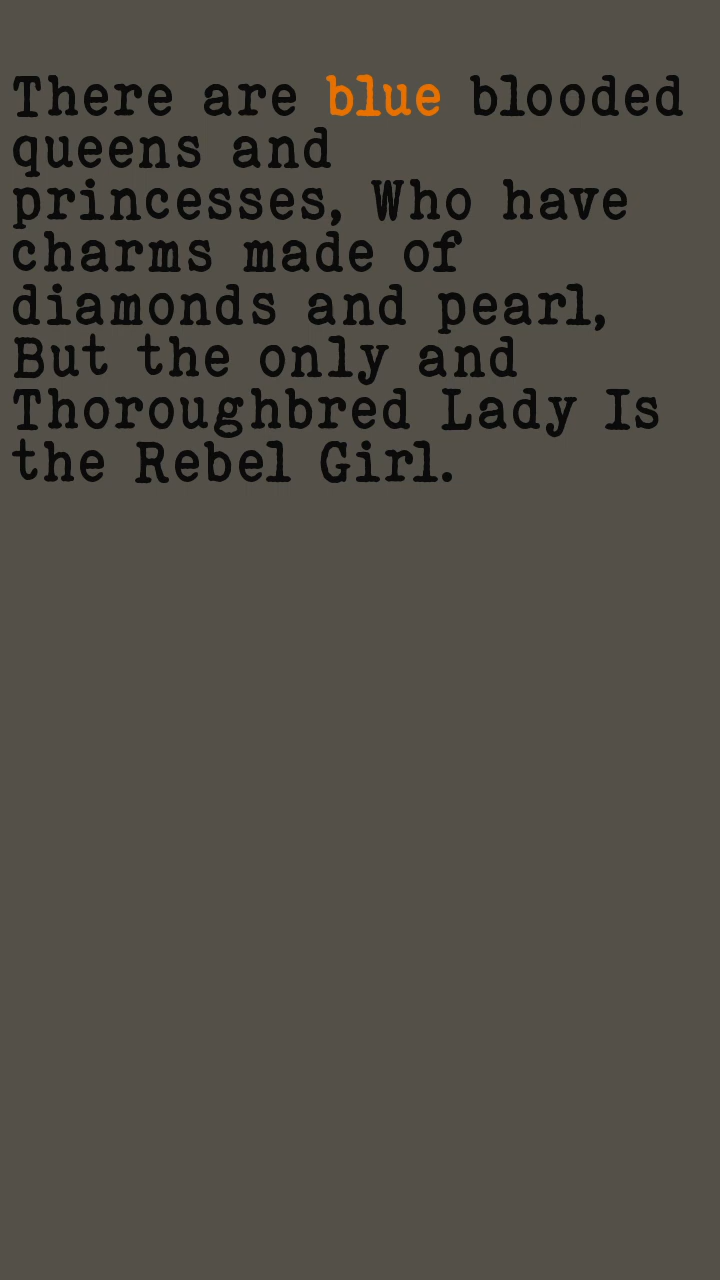 There are blue blooded
queens and
princesses, Who have
charms made of
diamonds and pearl,
But the only and
Thoroughbred Lady Is
the Rebel Girl.